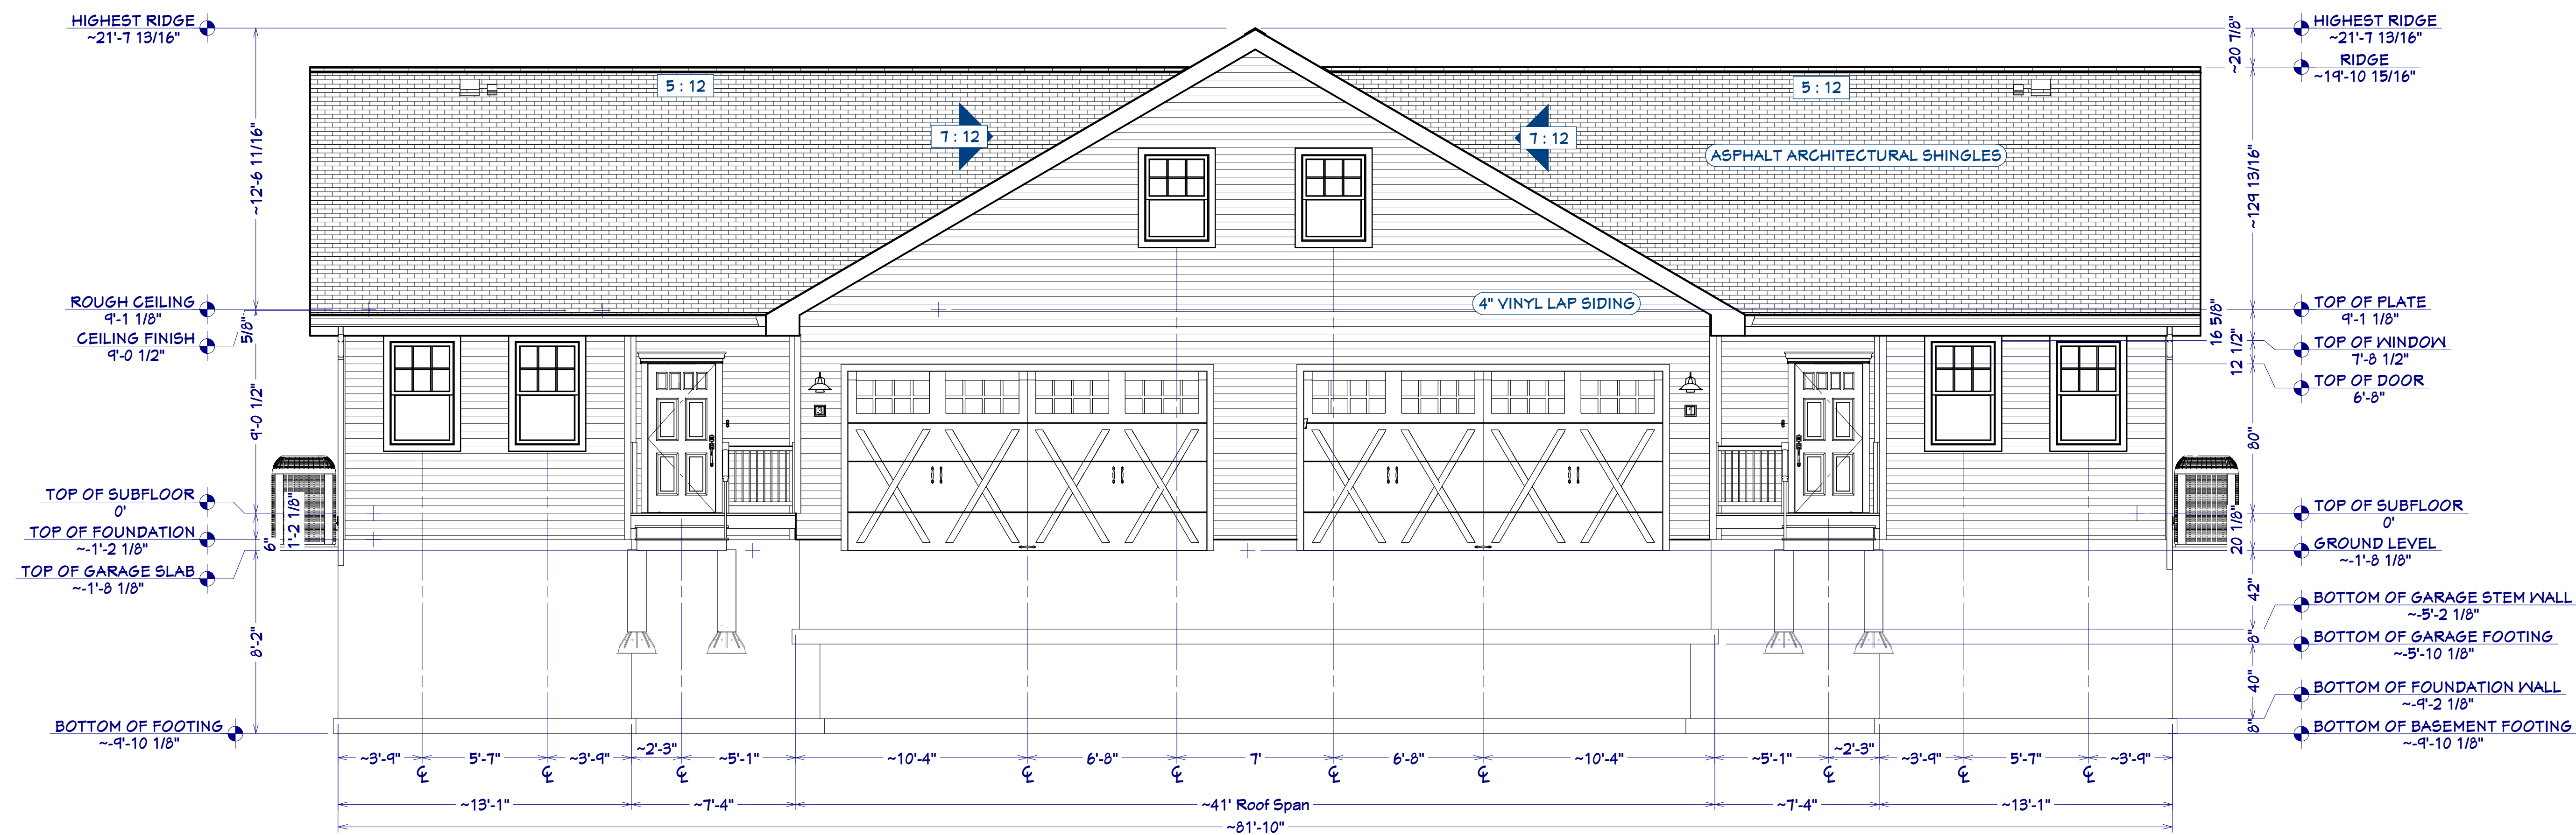 HIGHEST RIDGE
~21'-7 13/16"
ROUGH CEILING
9'-1 1/8"
CEILING FINISH
9'-0 1/2"
TOP OF SUBFLOOR
0'
TOP OF FOUNDATION
~-1'-2 1/8"
TOP OF GARAGE SLAB
~-1'-8 1/8"
BOTTOM OF FOOTING
~-9'-10 1/8"
~12'-6 11/16"
5/8"
9'-0 1/2"
1'-2 1/8"
6"
8'-2"
5 : 12
7 : 12
7 : 12
5 : 12
ASPHALT ARCHITECTURAL SHINGLES
4" VINYL LAP SIDING
3
1
~20 7/8"
~129 13/16"
16 5/8"
12 1/2"
80"
20 1/8"
42"
8"
40"
8"
HIGHEST RIDGE
~21'-7 13/16"
RIDGE
~19'-10 15/16"
TOP OF PLATE
9'-1 1/8"
TOP OF WINDOW
7'-8 1/2"
TOP OF DOOR
6'-8"
TOP OF SUBFLOOR
0'
GROUND LEVEL
~-1'-8 1/8"
BOTTOM OF GARAGE STEM WALL
~-5'-2 1/8"
BOTTOM OF GARAGE FOOTING
~-5'-10 1/8"
BOTTOM OF FOUNDATION WALL
~-9'-2 1/8"
BOTTOM OF BASEMENT FOOTING
~-9'-10 1/8"
~3'-9" 5'-7" ~3'-9" ~2'-3" ~5'-1" ~10'-4" 6'-8" 7' 6'-8" ~10'-4" ~5'-1" ~2'-3" ~3'-9" 5'-7" ~3'-9"
℄ ℄ ℄ ℄ ℄ ℄ ℄ ℄ ℄ ℄
~13'-1" ~7'-4" ~41' Roof Span ~7'-4" ~13'-1"
~81'-10"